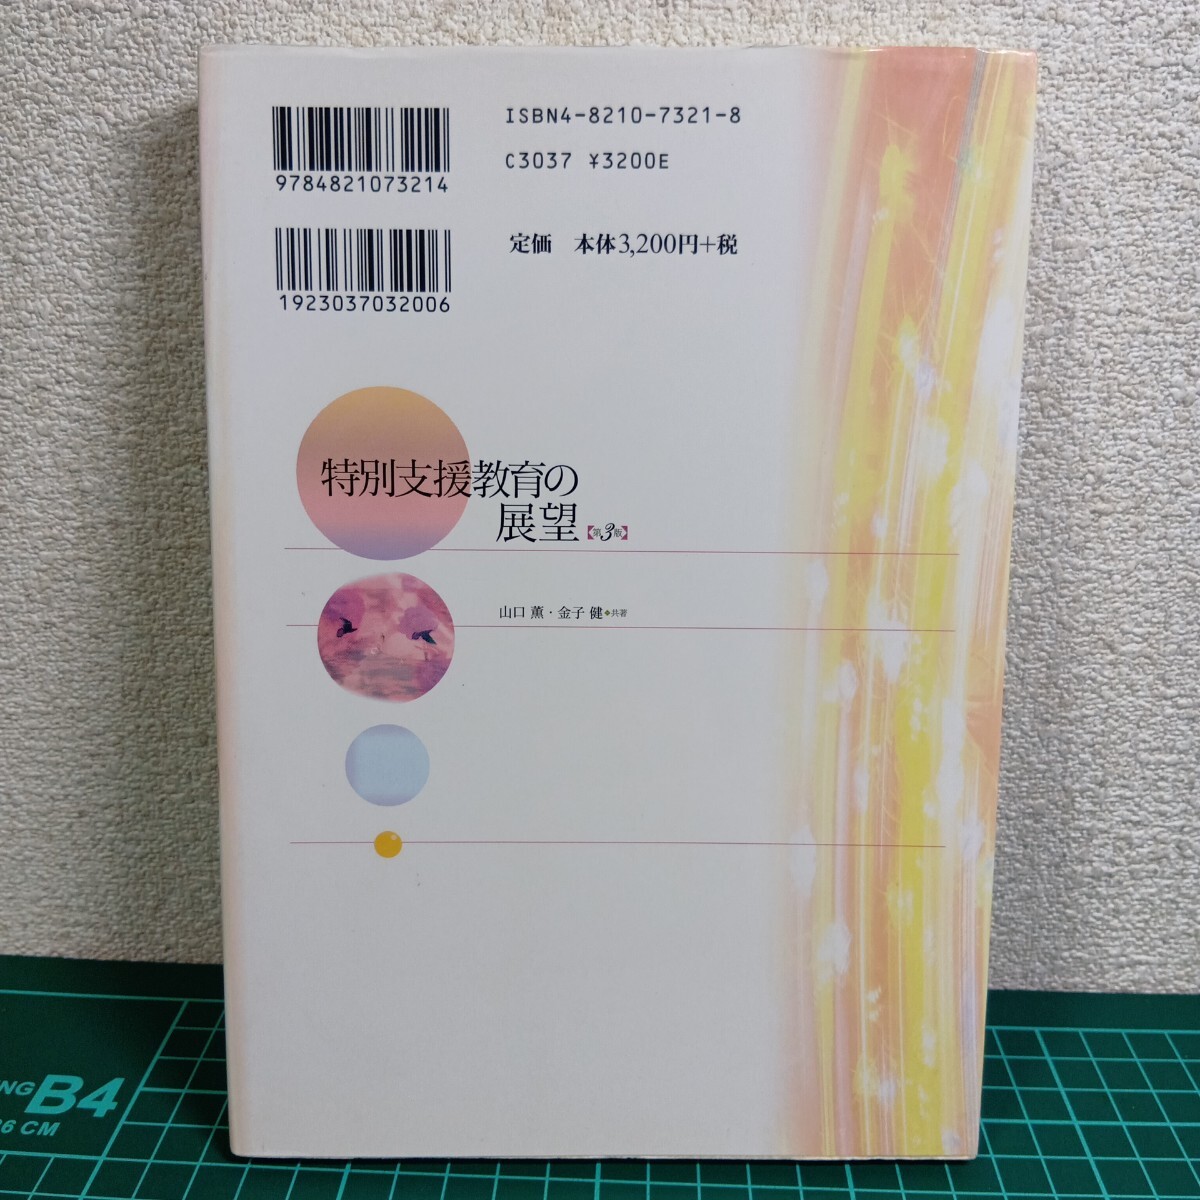 ISBN4-8210-7321-8
C3037 ¥3200E
9784821073214
定価 本体3,200円+税
1923037032006
特別支援教育の
展望【第3版】
山口 薫・金子 健❖共著
B4
6 CM